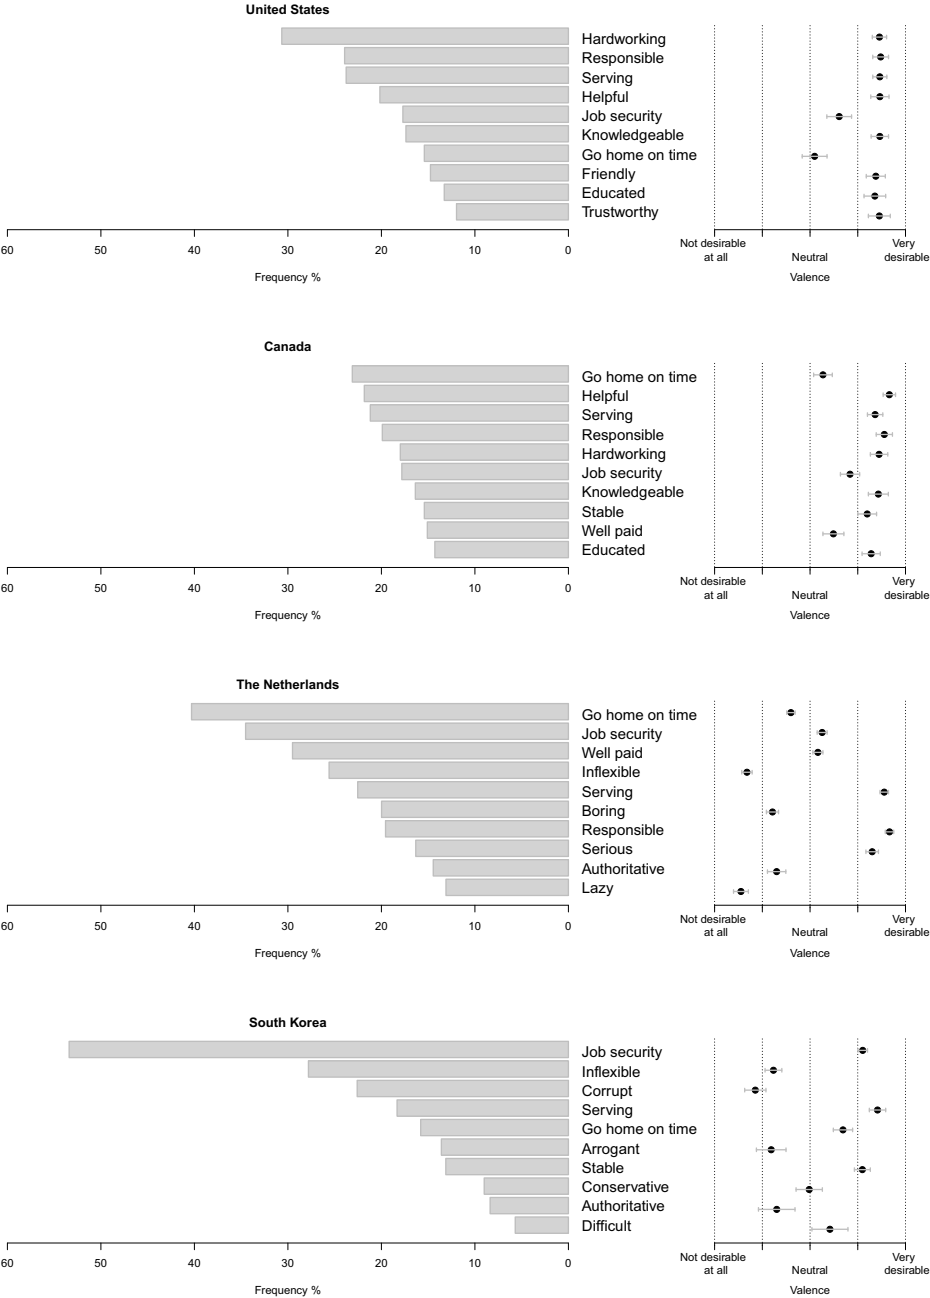 United States
Hardworking
Responsible
Serving
Helpful
Job security
Knowledgeable
Go home on time
Friendly
Educated
Trustworthy
60 50 40 30 20 10 0
Frequency %
Not desirable at all
Neutral
Very desirable
Valence
Canada
Go home on time
Helpful
Serving
Responsible
Hardworking
Job security
Knowledgeable
Stable
Well paid
Educated
60 50 40 30 20 10 0
Frequency %
Not desirable at all
Neutral
Very desirable
Valence
The Netherlands
Go home on time
Job security
Well paid
Inflexible
Serving
Boring
Responsible
Serious
Authoritative
Lazy
60 50 40 30 20 10 0
Frequency %
Not desirable at all
Neutral
Very desirable
Valence
South Korea
Job security
Inflexible
Corrupt
Serving
Go home on time
Arrogant
Stable
Conservative
Authoritative
Difficult
60 50 40 30 20 10 0
Frequency %
Not desirable at all
Neutral
Very desirable
Valence